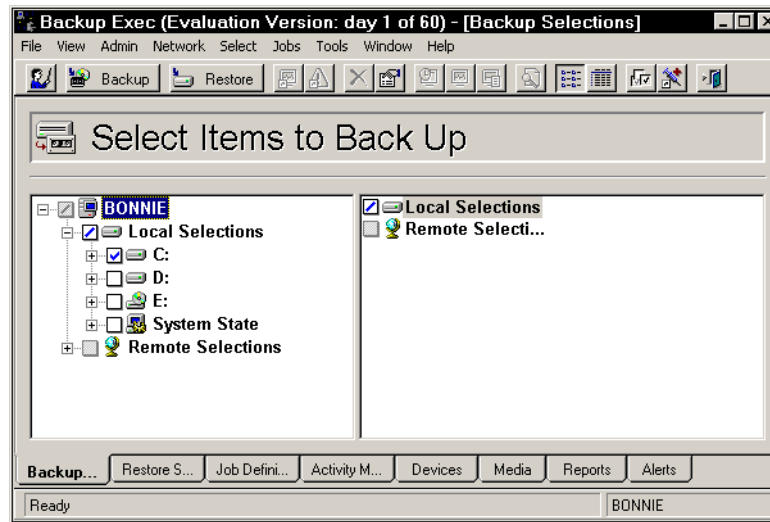 Backup Exec (Evaluation Version: day 1 of 60) - [Backup Selections]
File View Admin Network Select Jobs Tools Window Help
Backup Restore
Select Items to Back Up
BONNIE
Local Selections
C:
D:
E:
System State
Remote Selections
Local Selections
Remote Selecti...
Backup... Restore S... Job Defini... Activity M... Devices Media Reports Alerts
Ready BONNIE